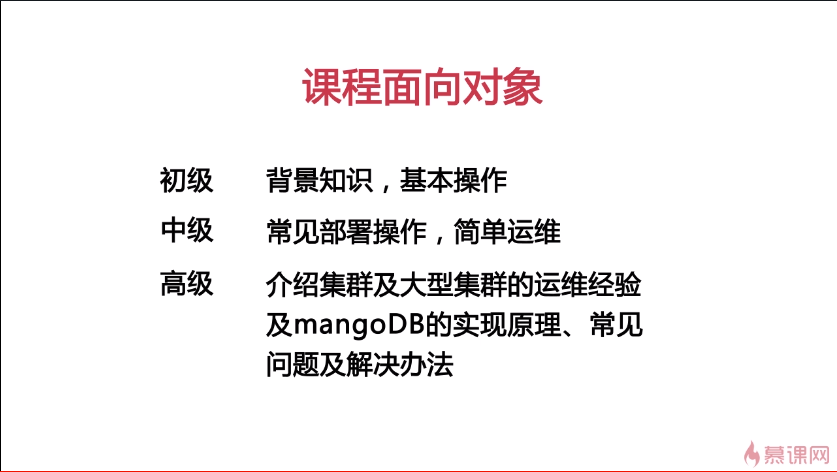 课程面向对象
初级 背景知识，基本操作
中级 常见部署操作，简单运维
高级 介绍集群及大型集群的运维经验
及mangoDB的实现原理、常见
问题及解决办法
慕课网